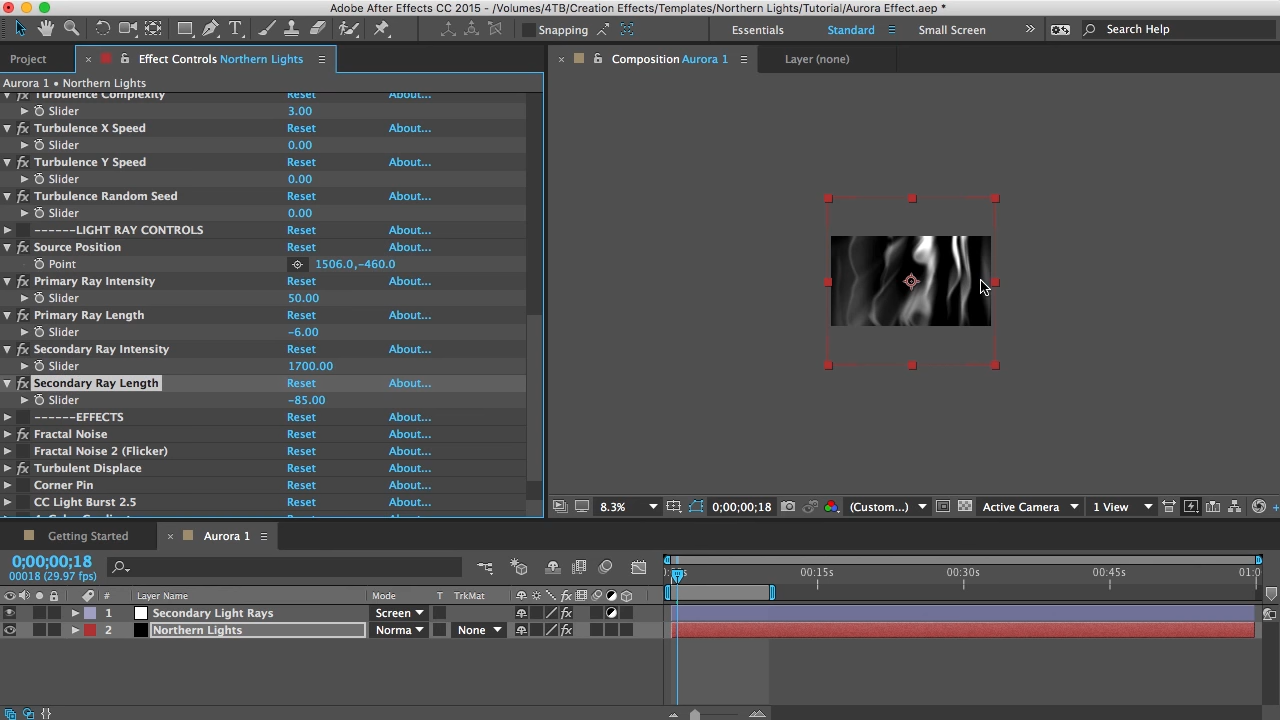 Adobe After Effects CC 2015 - /Volumes/4TB/Creation Effects/Templates/Northern Lights/Tutorial/Aurora Effect.aep *
Snapping
Essentials
Standard
Small Screen
Search Help
Project
Effect Controls Northern Lights
Composition Aurora 1
Layer (none)
Aurora 1 • Northern Lights
Turbulence Complexity Reset About...
Slider 3.00
Turbulence X Speed Reset About...
Slider 0.00
Turbulence Y Speed Reset About...
Slider 0.00
Turbulence Random Seed Reset About...
Slider 0.00
------LIGHT RAY CONTROLS Reset About...
Source Position Reset About...
Point 1506.0,-460.0
Primary Ray Intensity Reset About...
Slider 50.00
Primary Ray Length Reset About...
Slider -6.00
Secondary Ray Intensity Reset About...
Slider 1700.00
Secondary Ray Length Reset About...
Slider -85.00
------EFFECTS Reset About...
Fractal Noise Reset About...
Fractal Noise 2 (Flicker) Reset About...
Turbulent Displace Reset About...
Corner Pin Reset About...
CC Light Burst 2.5 Reset About...
8.3%
0;00;00;18
(Custom...)
Active Camera
1 View
Getting Started
Aurora 1
0;00;00;18
00018 (29.97 fps)
00:15s
00:30s
00:45s
01:0
# Layer Name Mode T TrkMat
1 Secondary Light Rays Screen
2 Northern Lights Norma None